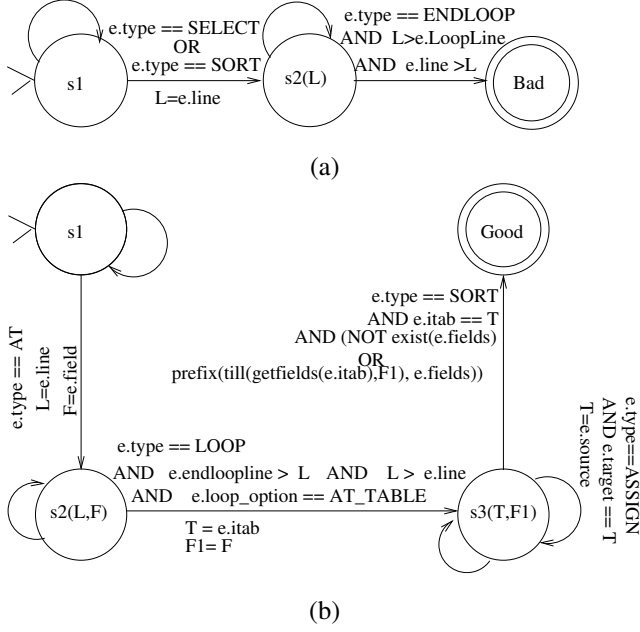 e.type == SELECT
OR
e.type == SORT
L=e.line
s1
e.type == ENDLOOP
AND L>e.LoopLine
AND e.line >L
s2(L)
Bad
(a)
s1
Good
e.type == AT
L=e.line
F=e.field
e.type == SORT
AND e.itab == T
AND (NOT exist(e.fields)
OR
prefix(till(getfields(e.itab),F1), e.fields))
e.type==ASSIGN
AND e.target == T
T=e.source
e.type == LOOP
AND e.endloopline > L AND L > e.line
AND e.loop_option == AT_TABLE
T = e.itab
F1= F
s2(L,F)
s3(T,F1)
(b)